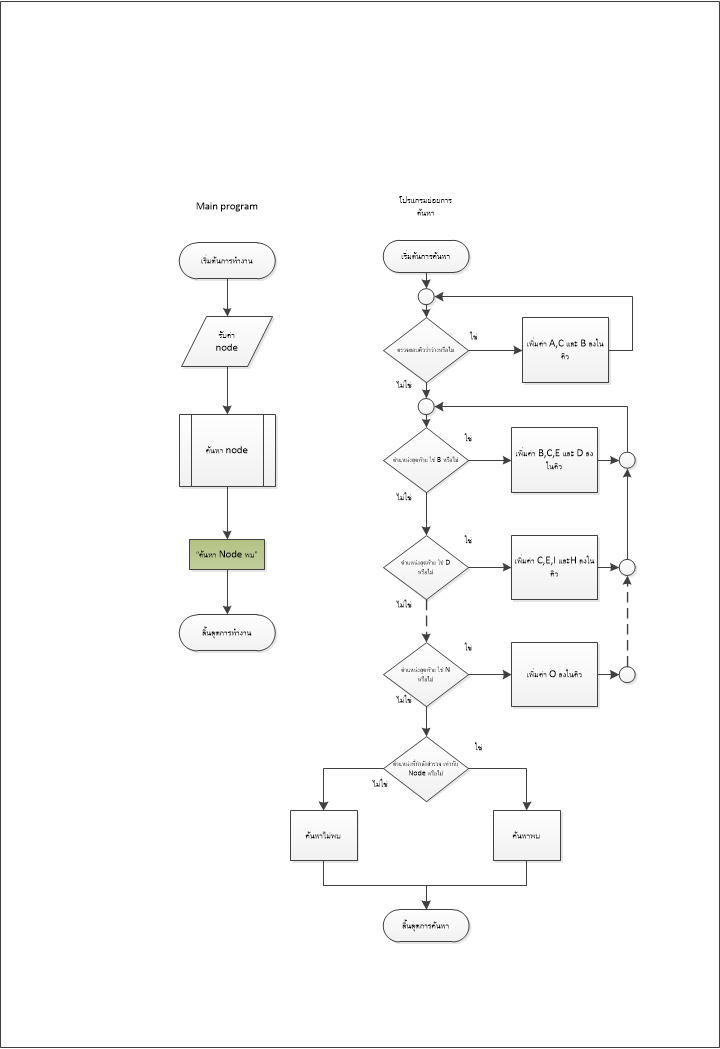 Main program
เริ่มต้นการทำงาน
รับค่า
node
ค้นหา node
"ค้นหา Node พบ"
สิ้นสุดการทำงาน
โปรแกรมย่อยการ
ค้นหา
เริ่มต้นการค้นหา
ตรวจสอบคิวว่าว่างหรือไม่
ใช่
เพิ่มค่า A,C และ B ลงใน
คิว
ไม่ใช่
ตำแหน่งสุดท้าย ใช่ B หรือไม่
ใช่
เพิ่มค่า B,C,E และ D ลง
ในคิว
ไม่ใช่
ตำแหน่งสุดท้าย ใช่ D
หรือไม่
ใช่
เพิ่มค่า C,E,I และH ลงใน
คิว
ไม่ใช่
ตำแหน่งสุดท้าย ใช่ N
หรือไม่
ใช่
เพิ่มค่า O ลงในคิว
ไม่ใช่
ตำแหน่งที่กำลังสำรวจ เท่ากับ
Node หรือไม่
ใช่
ไม่ใช่
ค้นหาไม่พบ
ค้นหาพบ
สิ้นสุดการค้นหา